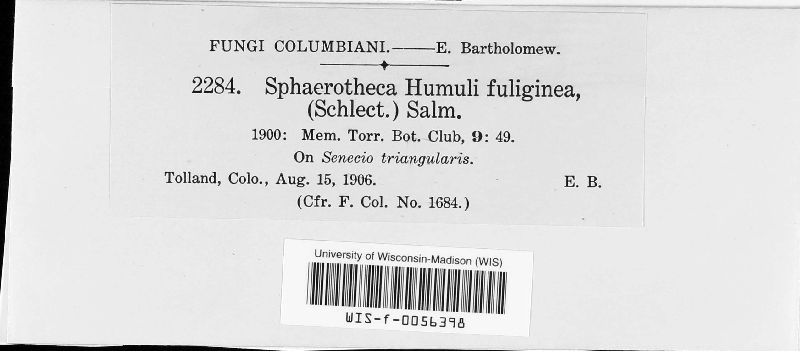 FUNGI COLUMBIANI.——E. Bartholomew.
2284. Sphaerotheca Humuli fuliginea,
(Schlect.) Salm.
1900: Mem. Torr. Bot. Club, 9: 49.
On Senecio triangularis.
Tolland, Colo., Aug. 15, 1906. E. B.
(Cfr. F. Col. No. 1684.)
University of Wisconsin-Madison (WIS)
WIS-f-0056398